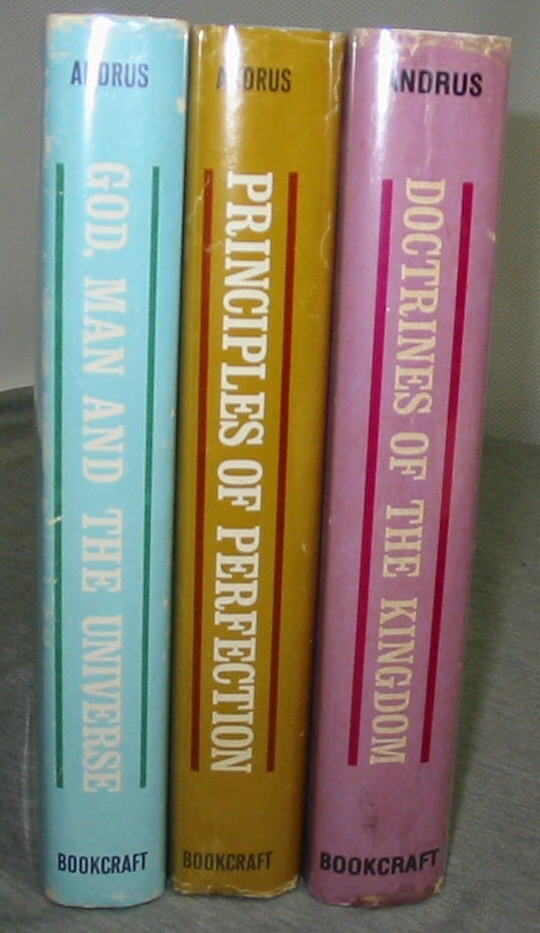 ANDRUS
GOD, MAN AND THE UNIVERSE
BOOKCRAFT
ANDRUS
PRINCIPLES OF PERFECTION
BOOKCRAFT
ANDRUS
DOCTRINES OF THE KINGDOM
BOOKCRAFT